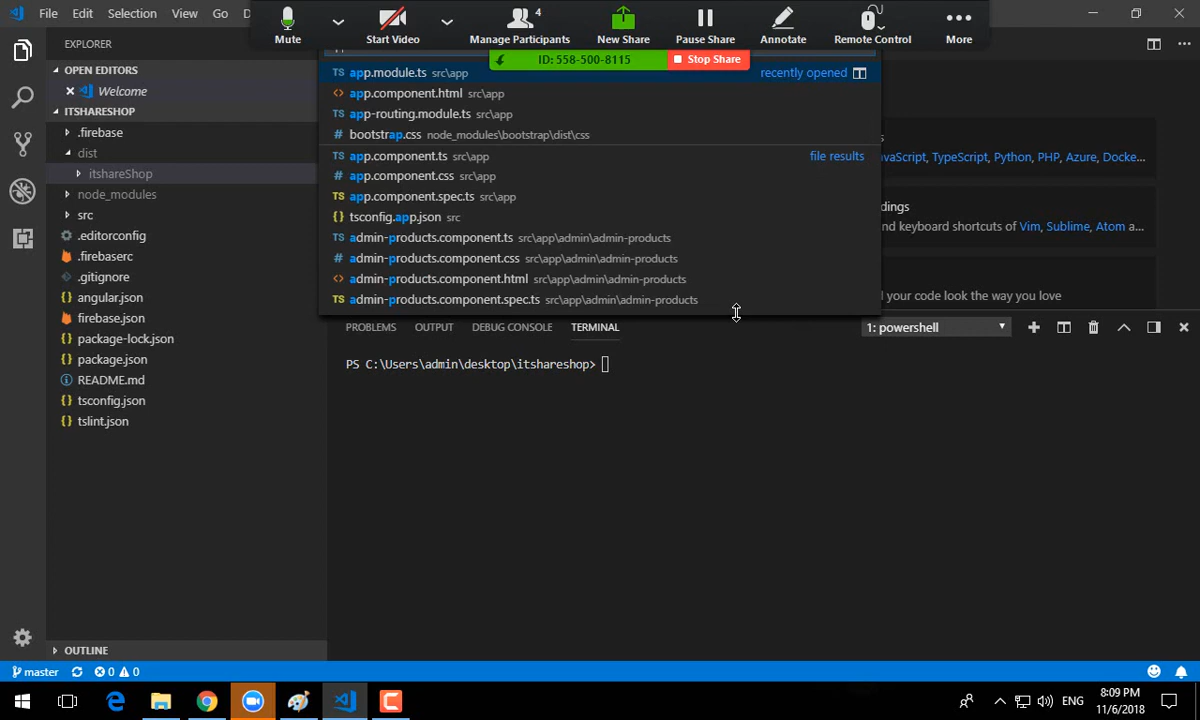 File Edit Selection View Go D
Mute
Start Video
4
Manage Participants
New Share
Pause Share
Annotate
Remote Control
More
ID: 558-500-8115
Stop Share
EXPLORER
OPEN EDITORS
Welcome
ITSHARESHOP
.firebase
dist
itshareShop
node_modules
src
.editorconfig
.firebaserc
.gitignore
angular.json
firebase.json
package-lock.json
package.json
README.md
tsconfig.json
tslint.json
OUTLINE
TS app.module.ts src\app recently opened
<> app.component.html src\app
TS app-routing.module.ts src\app
# bootstrap.css node_modules\bootstrap\dist\css
TS app.component.ts src\app file results
# app.component.css src\app
TS app.component.spec.ts src\app
{} tsconfig.app.json src
TS admin-products.component.ts src\app\admin\admin-products
# admin-products.component.css src\app\admin\admin-products
<> admin-products.component.html src\app\admin\admin-products
TS admin-products.component.spec.ts src\app\admin\admin-products
s
avaScript, TypeScript, Python, PHP, Azure, Docke...
dings
nd keyboard shortcuts of Vim, Sublime, Atom a...
d your code look the way you love
PROBLEMS OUTPUT DEBUG CONSOLE TERMINAL 1: powershell
PS C:\Users\admin\desktop\itshareshop>
master 0 0
ENG
8:09 PM
11/6/2018